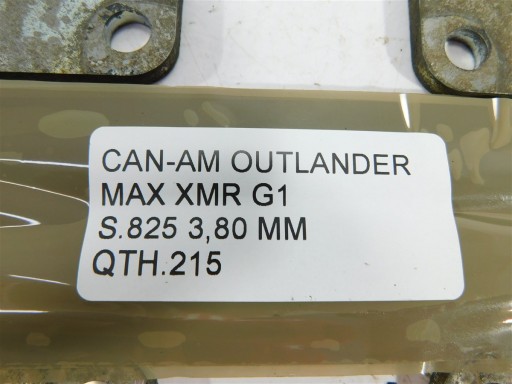 CAN-AM OUTLANDER
MAX XMR G1
S.825 3,80 MM
QTH.215